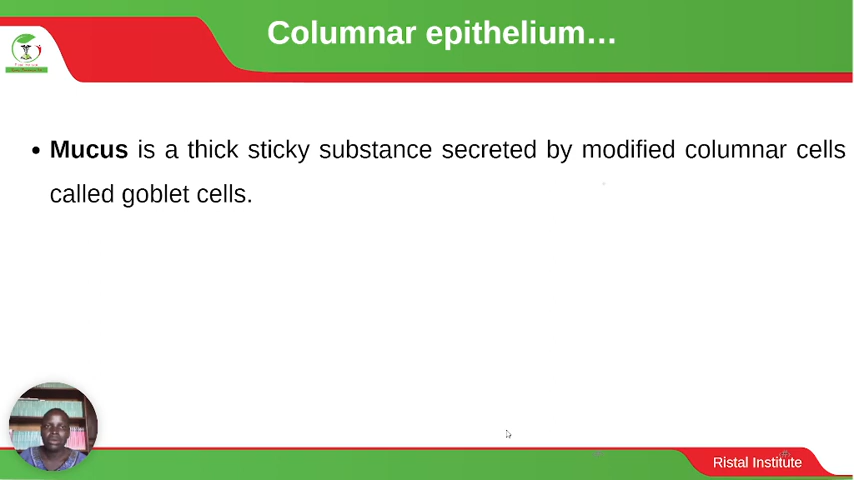 Columnar epithelium…
• Mucus is a thick sticky substance secreted by modified columnar cells
called goblet cells.
Ristal Institute